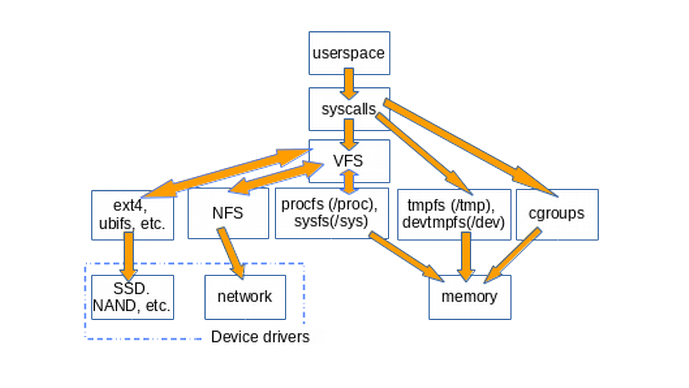 userspace
syscalls
VFS
ext4,
ubifs, etc.
NFS
procfs (/proc),
sysfs(/sys)
tmpfs (/tmp),
devtmpfs(/dev)
cgroups
SSD.
NAND, etc.
network
memory
Device drivers